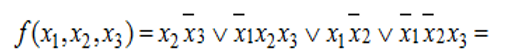 f(x₁,x₂,x₃) = x₂x̄₃ ∨ x̄₁x₂x₃ ∨ x₁x̄₂ ∨ x̄₁x̄₂x₃ =